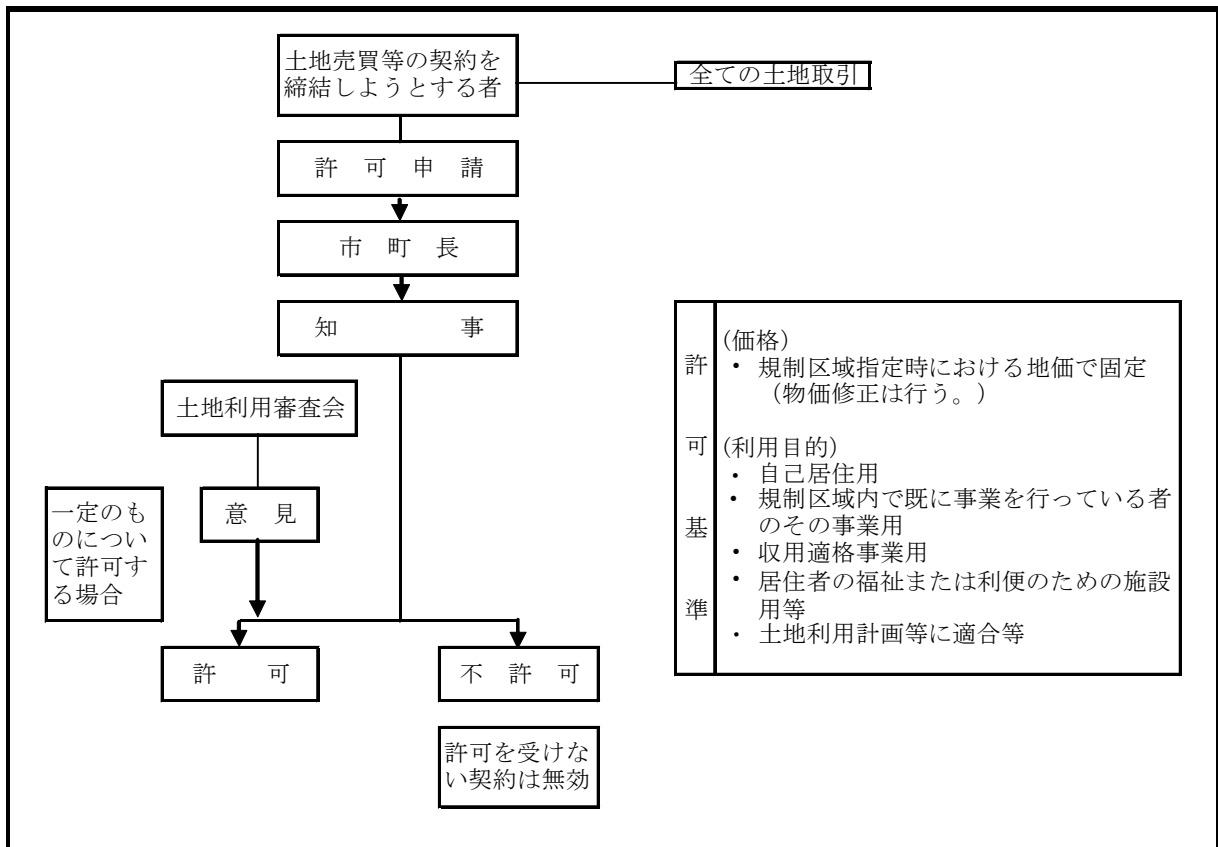 土地売買等の契約を
締結しようとする者
全ての土地取引
許 可 申 請
市 町 長
知 事
土地利用審査会
一定のも
のについ
て許可す
る場合
意 見
許 可
不 許 可
許可を受けな
い契約は無効
許可基準
(価格)
・ 規制区域指定時における地価で固定
(物価修正は行う。)
(利用目的)
・ 自己居住用
・ 規制区域内で既に事業を行っている者
のその事業用
・ 収用適格事業用
・ 居住者の福祉または利便のための施設
用等
・ 土地利用計画等に適合等